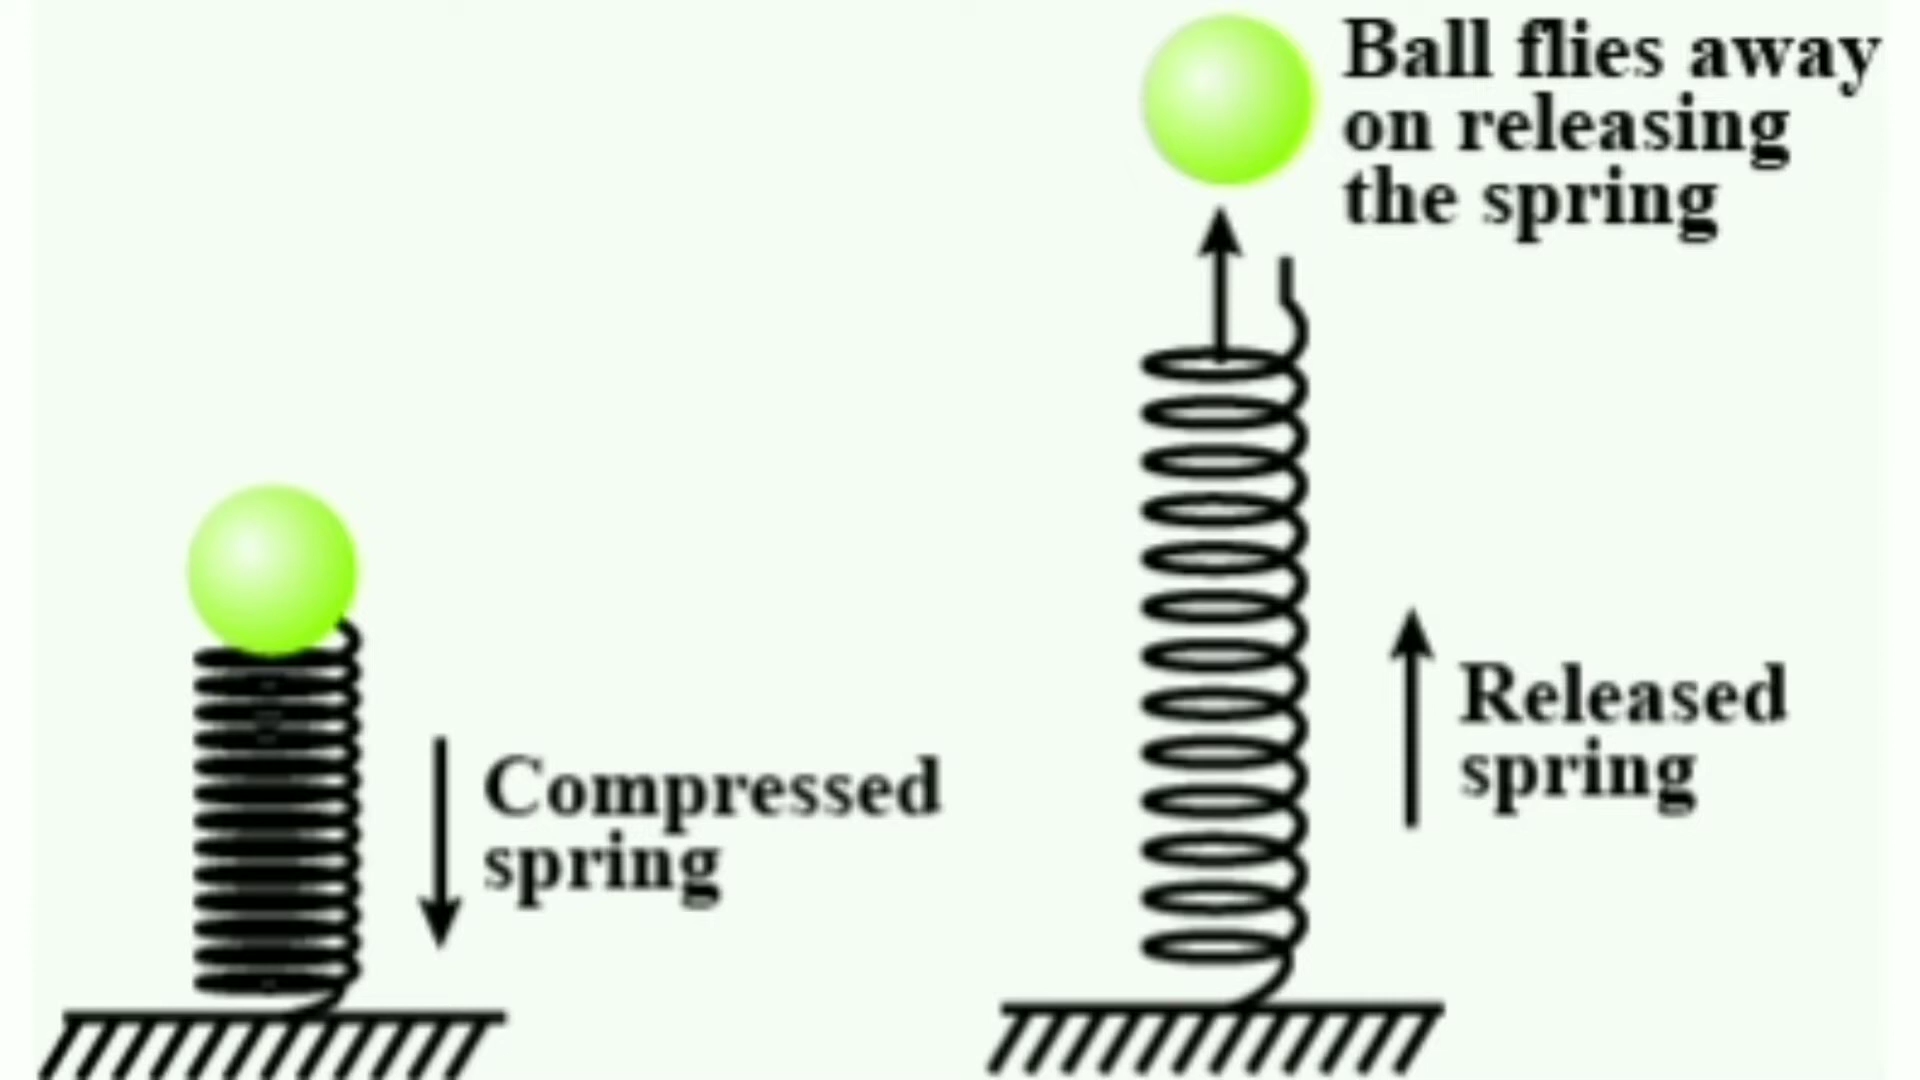 Ball flies away
on releasing
the spring
Compressed
spring
Released
spring